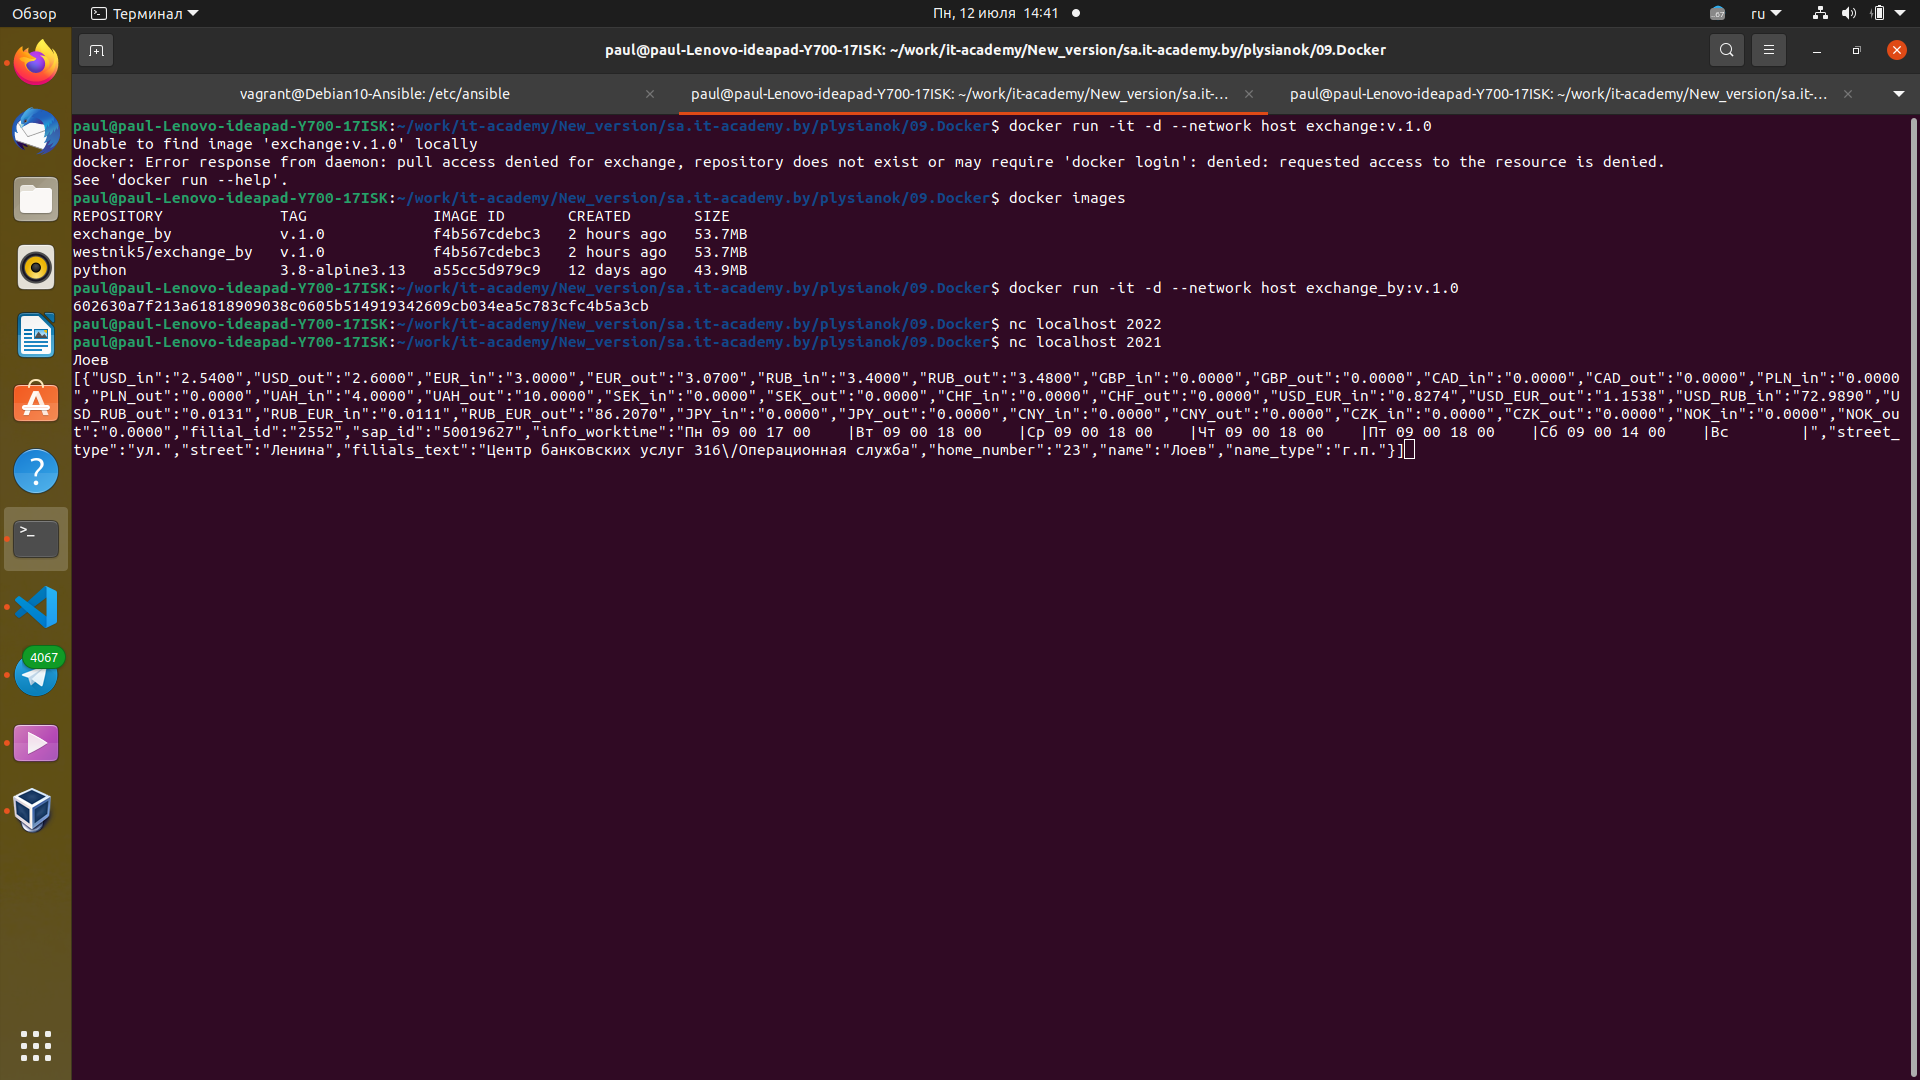 Обзор
Терминал
Пн, 12 июля 14:41
ru
paul@paul-Lenovo-ideapad-Y700-17ISK: ~/work/it-academy/New_version/sa.it-academy.by/plysianok/09.Docker
vagrant@Debian10-Ansible: /etc/ansible
paul@paul-Lenovo-ideapad-Y700-17ISK: ~/work/it-academy/New_version/sa.it-...
paul@paul-Lenovo-ideapad-Y700-17ISK: ~/work/it-academy/New_version/sa.it-...
paul@paul-Lenovo-ideapad-Y700-17ISK:~/work/it-academy/New_version/sa.it-academy.by/plysianok/09.Docker$ docker run -it -d --network host exchange:v.1.0
Unable to find image 'exchange:v.1.0' locally
docker: Error response from daemon: pull access denied for exchange, repository does not exist or may require 'docker login': denied: requested access to the resource is denied.
See 'docker run --help'.
paul@paul-Lenovo-ideapad-Y700-17ISK:~/work/it-academy/New_version/sa.it-academy.by/plysianok/09.Docker$ docker images
REPOSITORY TAG IMAGE ID CREATED SIZE
exchange_by v.1.0 f4b567cdebc3 2 hours ago 53.7MB
westnik5/exchange_by v.1.0 f4b567cdebc3 2 hours ago 53.7MB
python 3.8-alpine3.13 a55cc5d979c9 12 days ago 43.9MB
paul@paul-Lenovo-ideapad-Y700-17ISK:~/work/it-academy/New_version/sa.it-academy.by/plysianok/09.Docker$ docker run -it -d --network host exchange_by:v.1.0
602630a7f213a61818909038c0605b514919342609cb034ea5c783cfc4b5a3cb
paul@paul-Lenovo-ideapad-Y700-17ISK:~/work/it-academy/New_version/sa.it-academy.by/plysianok/09.Docker$ nc localhost 2022
paul@paul-Lenovo-ideapad-Y700-17ISK:~/work/it-academy/New_version/sa.it-academy.by/plysianok/09.Docker$ nc localhost 2021
Лоев
[{"USD_in":"2.5400","USD_out":"2.6000","EUR_in":"3.0000","EUR_out":"3.0700","RUB_in":"3.4000","RUB_out":"3.4800","GBP_in":"0.0000","GBP_out":"0.0000","CAD_in":"0.0000","CAD_out":"0.0000","PLN_in":"0.0000
","PLN_out":"0.0000","UAH_in":"4.0000","UAH_out":"10.0000","SEK_in":"0.0000","SEK_out":"0.0000","CHF_in":"0.0000","CHF_out":"0.0000","USD_EUR_in":"0.8274","USD_EUR_out":"1.1538","USD_RUB_in":"72.9890","U
SD_RUB_out":"0.0131","RUB_EUR_in":"0.0111","RUB_EUR_out":"86.2070","JPY_in":"0.0000","JPY_out":"0.0000","CNY_in":"0.0000","CNY_out":"0.0000","CZK_in":"0.0000","CZK_out":"0.0000","NOK_in":"0.0000","NOK_ou
t":"0.0000","filial_id":"2552","sap_id":"50019627","info_worktime":"Пн 09 00 17 00    |Вт 09 00 18 00    |Ср 09 00 18 00    |Чт 09 00 18 00    |Пт 09 00 18 00    |Сб 09 00 14 00    |Вс        |","street_
type":"ул.","street":"Ленина","filials_text":"Центр банковских услуг 316\/Операционная служба","home_number":"23","name":"Лоев","name_type":"г.п."}]
4067